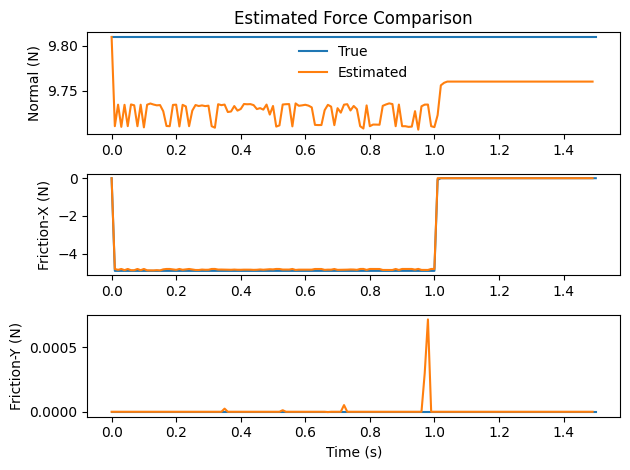 Estimated Force Comparison
Normal (N)
9.80
9.75
True
Estimated
0.0 0.2 0.4 0.6 0.8 1.0 1.2 1.4
Friction-X (N)
0
−2
−4
0.0 0.2 0.4 0.6 0.8 1.0 1.2 1.4
Friction-Y (N)
0.0005
0.0000
0.0 0.2 0.4 0.6 0.8 1.0 1.2 1.4
Time (s)